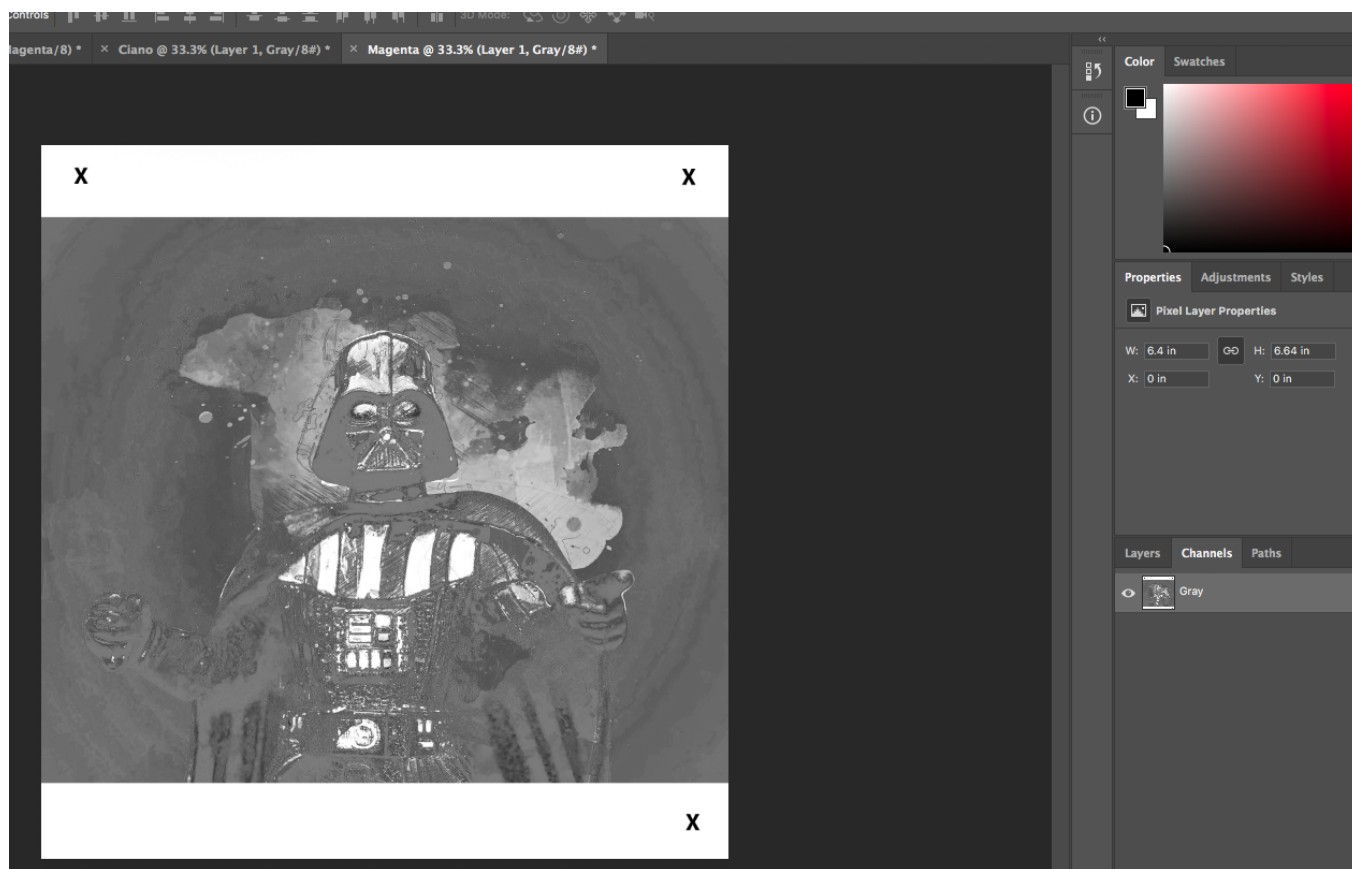 Controls 3D Mode:
lagenta/8) * × Ciano @ 33.3% (Layer 1, Gray/8#) * × Magenta @ 33.3% (Layer 1, Gray/8#) *
Color Swatches
X X
Properties Adjustments Styles
Pixel Layer Properties
W: 6.4 in H: 6.64 in
X: 0 in Y: 0 in
Layers Channels Paths
Gray
X